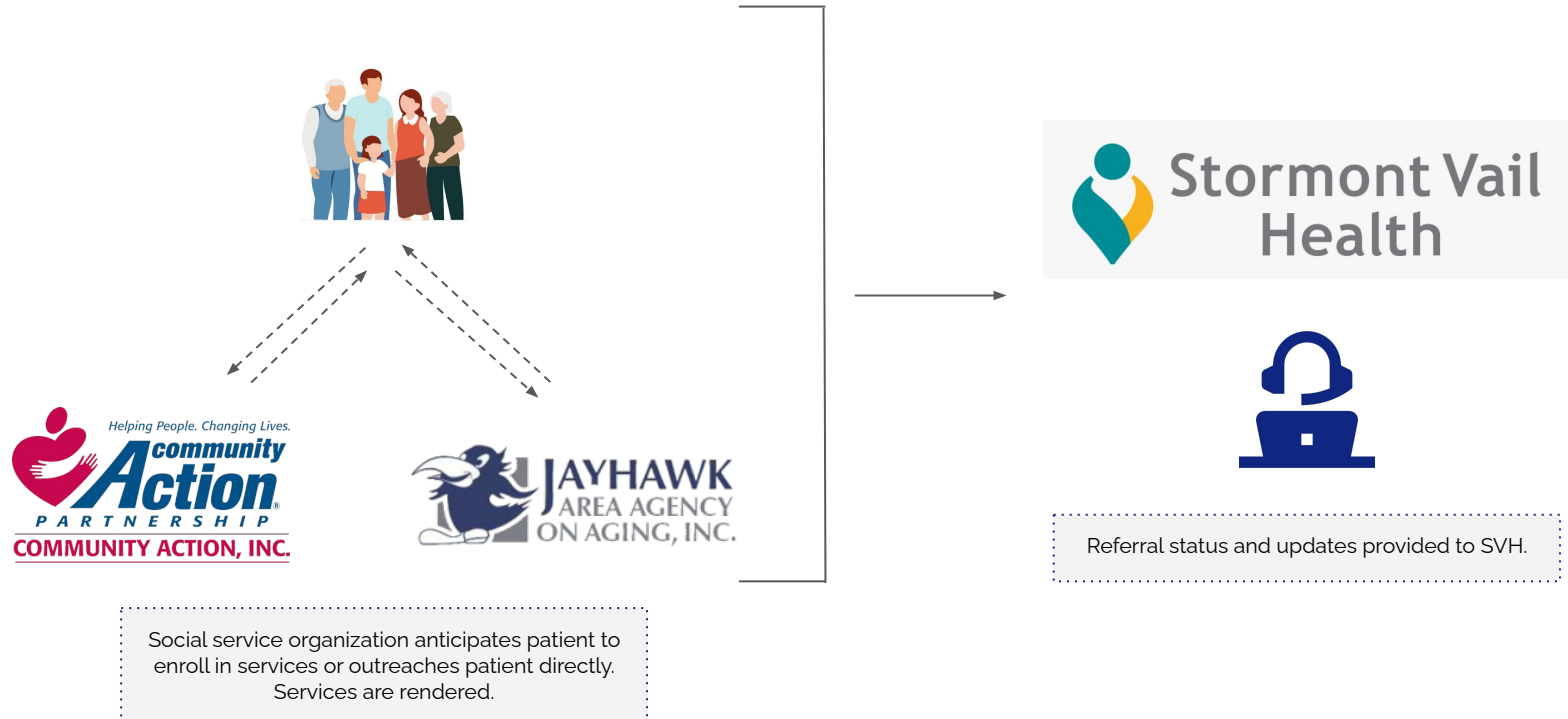 Stormont Vail
Health
Helping People. Changing Lives.
community
Action®
PARTNERSHIP
COMMUNITY ACTION, INC.
JAYHAWK
AREA AGENCY
ON AGING, INC.
Referral status and updates provided to SVH.
Social service organization anticipates patient to
enroll in services or outreaches patient directly.
Services are rendered.